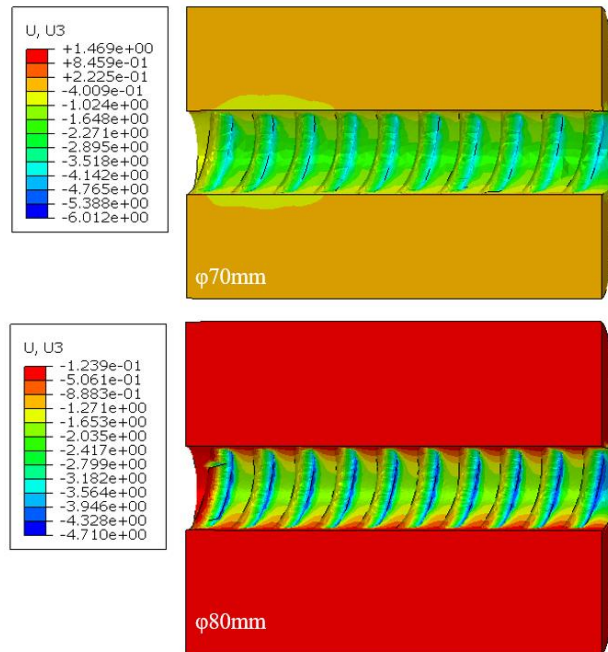 U, U3
+1.469e+00
+8.459e-01
+2.225e-01
-4.009e-01
-1.024e+00
-1.648e+00
-2.271e+00
-2.895e+00
-3.518e+00
-4.142e+00
-4.765e+00
-5.388e+00
-6.012e+00
φ70mm
U, U3
-1.239e-01
-5.061e-01
-8.883e-01
-1.271e+00
-1.653e+00
-2.035e+00
-2.417e+00
-2.799e+00
-3.182e+00
-3.564e+00
-3.946e+00
-4.328e+00
-4.710e+00
φ80mm